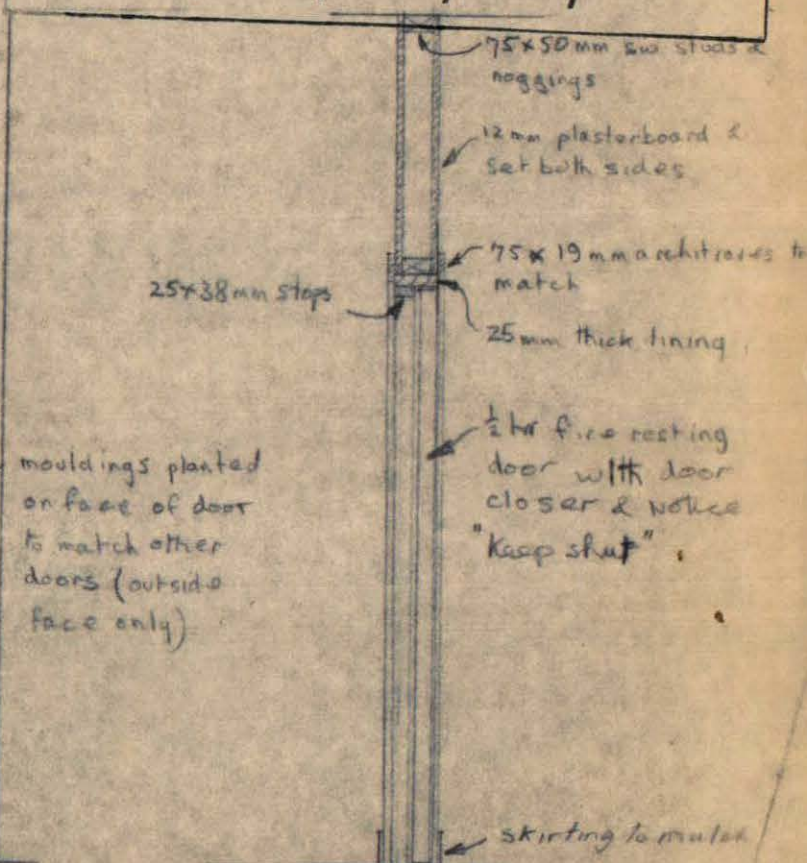 75x50mm sw studs &
noggings
12mm plasterboard &
set both sides
75x19mm architraves to
match
25x38mm stops
25mm thick lining
½ hr fire resting
door with door
closer & notice
"Keep shut"
mouldings planted
on face of door
to match other
doors (outside
face only)
skirting to match